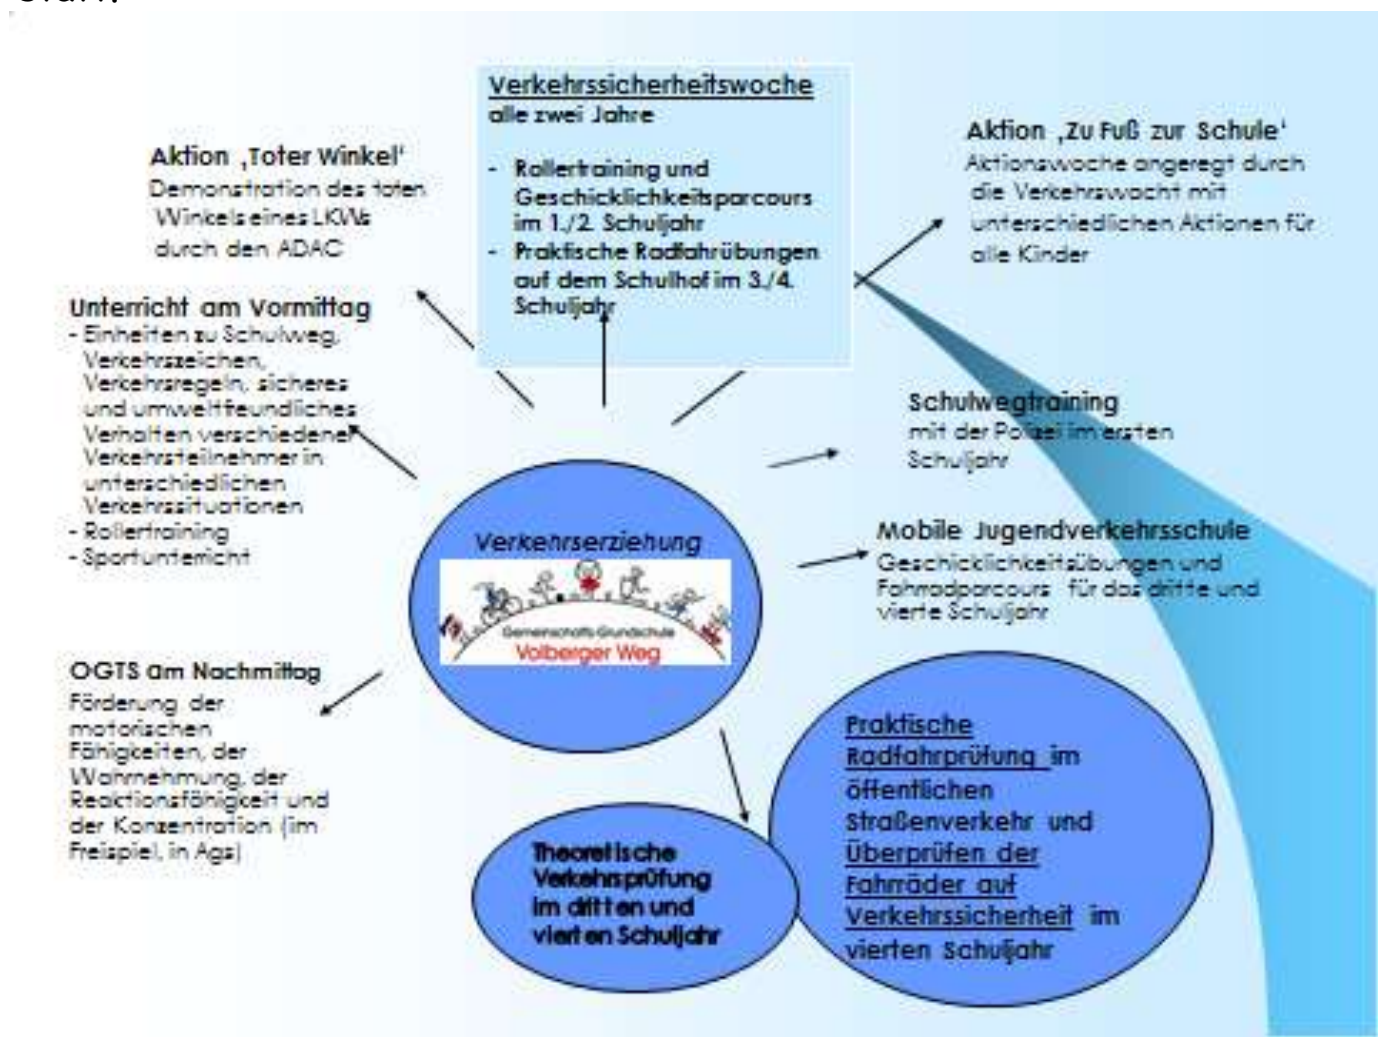 Verkehrssicherheitswoche
alle zwei Jahre
- Rollertraining und
Geschicklichkeitsparcours
im 1./2. Schuljahr
- Praktische Radfahrübungen
auf dem Schulhof im 3./4.
Schuljahr
Aktion ‚Toter Winkel‘
Demonstration des toten
Winkels eines LKWs
durch den ADAC
Aktion ‚Zu Fuß zur Schule‘
Aktionswoche angeregt durch
die Verkehrswacht mit
unterschiedlichen Aktionen für
alle Kinder
Unterricht am Vormittag
- Einheiten zu Schulweg,
Verkehrszeichen,
Verkehrsregeln, sicheres
und umweltfreundliches
Verhalten verschiedener
Verkehrsteilnehmer in
unterschiedlichen
Verkehrssituationen
- Rollertraining
- Sportunterricht
Schulwegtraining
mit der Polizei im ersten
Schuljahr
Mobile Jugendverkehrsschule
Geschicklichkeitsübungen und
Fahrradparcours für das dritte und
vierte Schuljahr
Verkehrserziehung
Gemeinschafts-Grundschule
Volberger Weg
OGTS am Nachmittag
Förderung der
motorischen
Fähigkeiten, der
Wahrnehmung, der
Reaktionsfähigkeit und
der Konzentration (im
Freispiel, in Ags)
Theoretische
Verkehrsprüfung
im dritten und
vierten Schuljahr
Praktische
Radfahrprüfung im
öffentlichen
Straßenverkehr und
Überprüfen der
Fahrräder auf
Verkehrssicherheit im
vierten Schuljahr